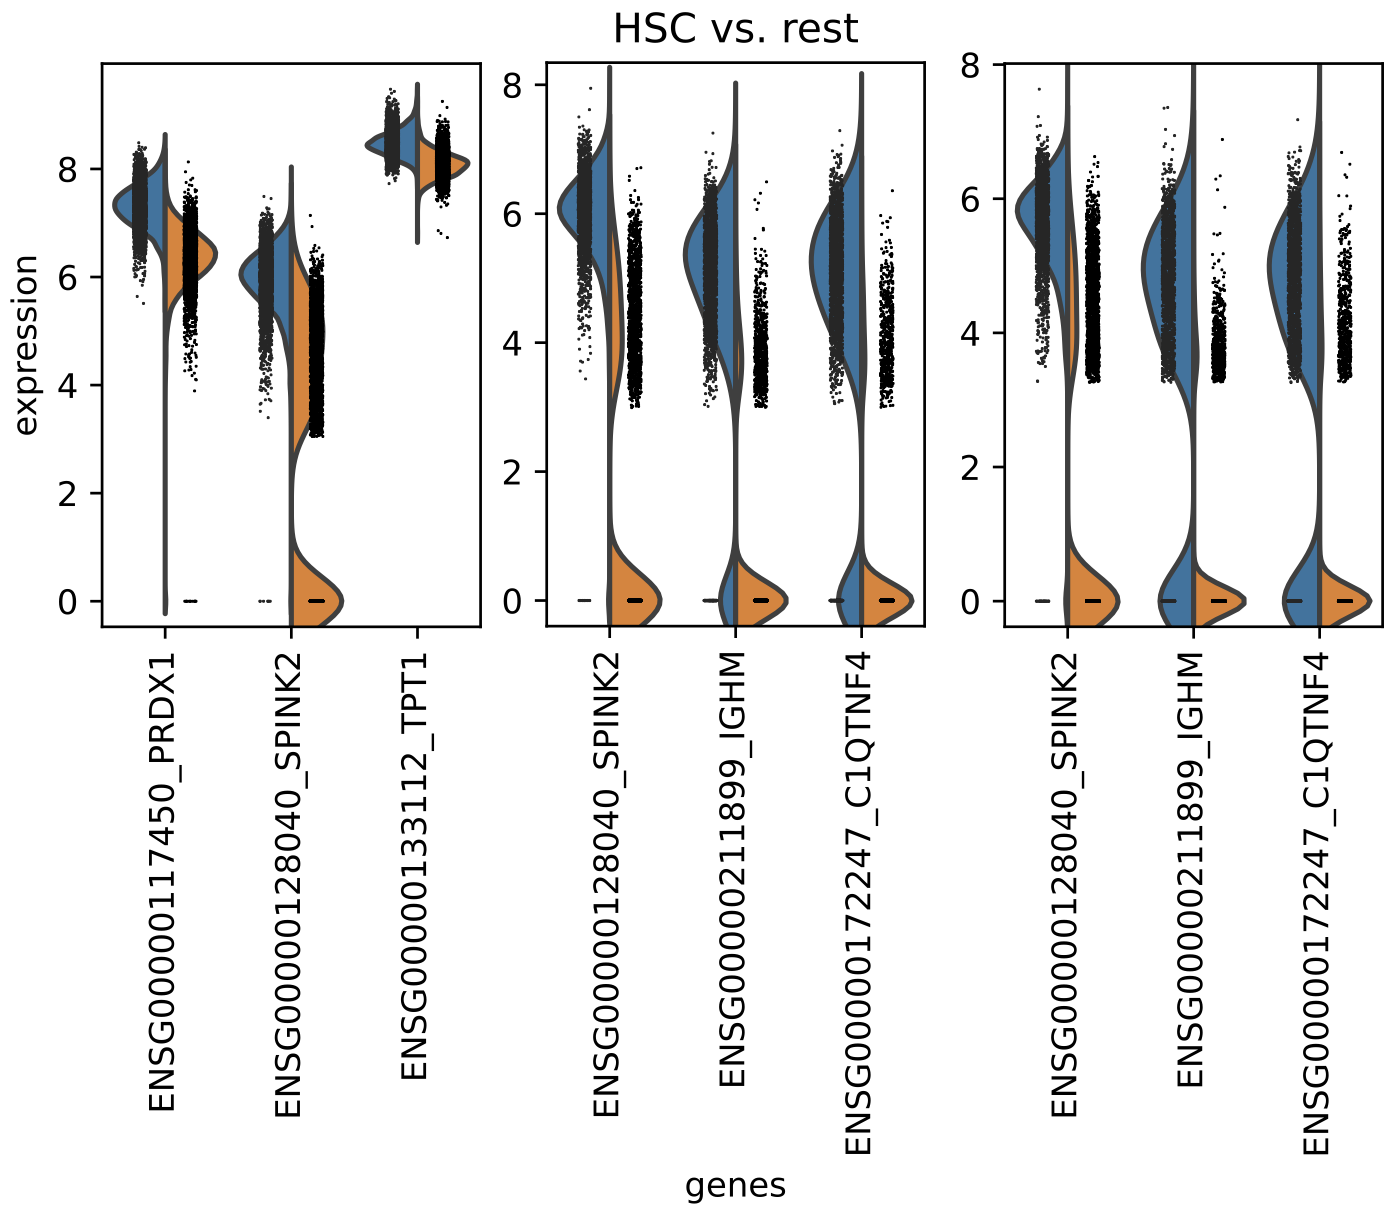 HSC vs. rest
expression
8
6
4
2
0
8
6
4
2
0
8
6
4
2
0
ENSG00000117450_PRDX1
ENSG00000128040_SPINK2
ENSG00000133112_TPT1
ENSG00000128040_SPINK2
ENSG00000211899_IGHM
ENSG00000172247_C1QTNF4
ENSG00000128040_SPINK2
ENSG00000211899_IGHM
ENSG00000172247_C1QTNF4
genes